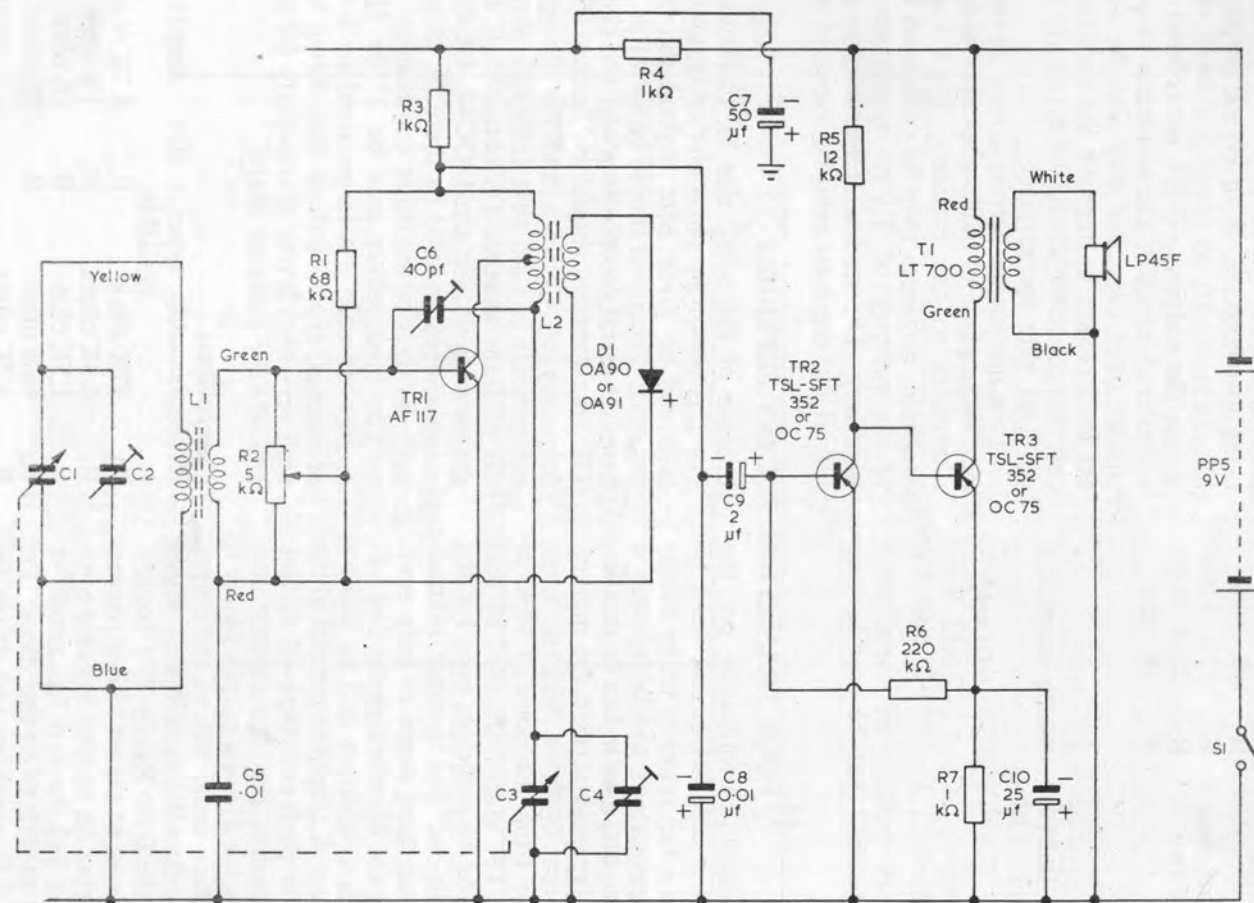 R4
1kΩ
R3
1kΩ
C7
50
µf
−
+
R5
12
kΩ
White
Red
Yellow
R1
68
kΩ
C6
40pf
T1
LT 700
LP45F
L2
Green
Green
Black
D1
OA90
or
OA91
+
TR1
AF117
TR2
TSL-SFT
352
or
OC 75
L1
TR3
TSL-SFT
352
or
OC 75
C1
C2
R2
5
kΩ
−
+
C9
2
µf
PP5
9V
Red
Blue
R6
220
kΩ
S1
C5
·01
C3
C4
−
+
C8
0·01
µf
R7
1
kΩ
C10
25
µf
−
+